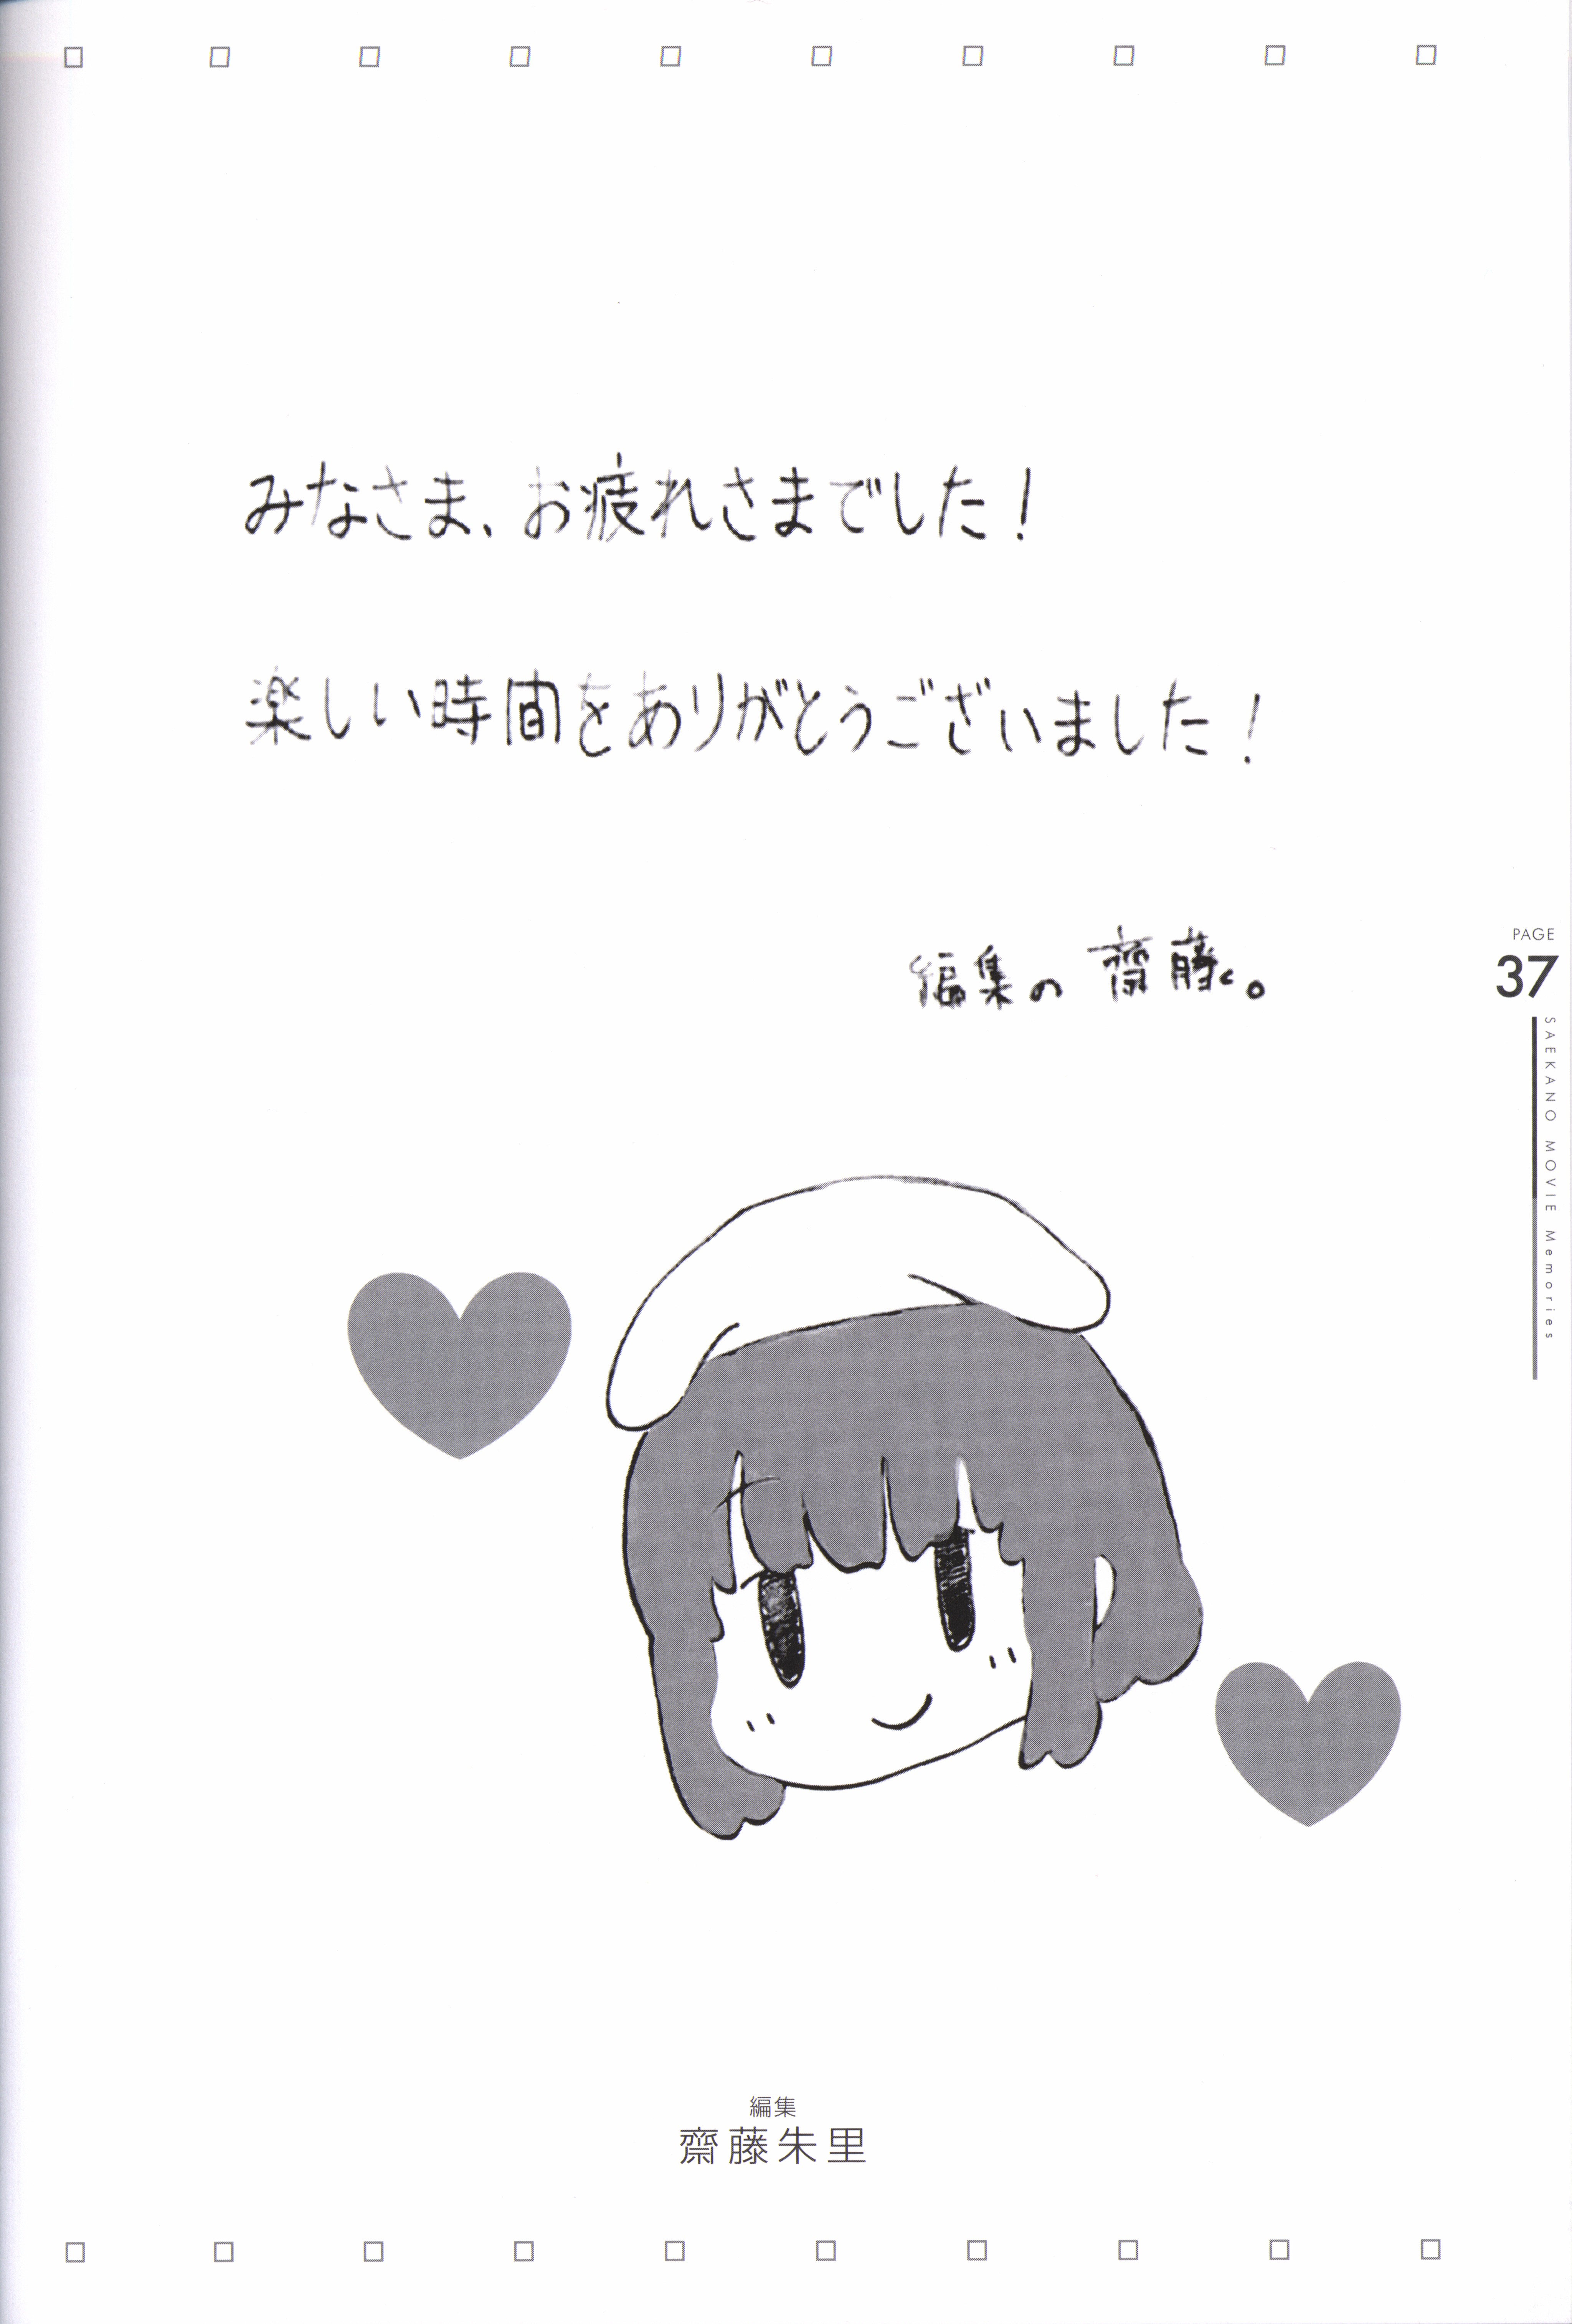 みなさま、お疲れさまでした!
楽しい時間をありがとうございました!
編集の 齋藤。
PAGE
37
SAEKANO MOVIE Memories
編集
齋藤朱里